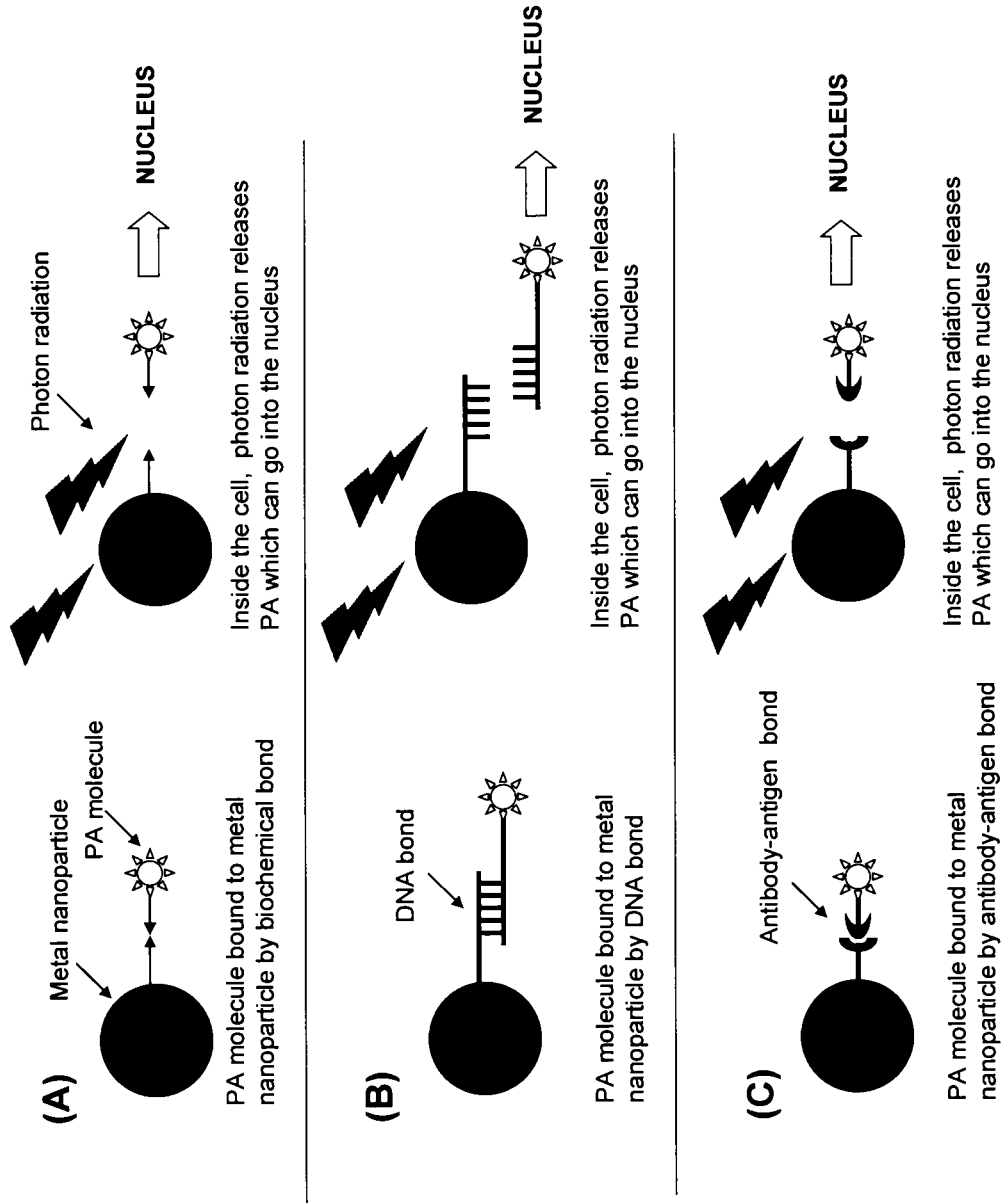 (A)
Metal nanoparticle
PA molecule
PA molecule bound to metal
nanoparticle by biochemical bond
Photon radiation
NUCLEUS
Inside the cell, photon radiation releases
PA which can go into the nucleus
(B)
DNA bond
PA molecule bound to metal
nanoparticle by DNA bond
NUCLEUS
Inside the cell, photon radiation releases
PA which can go into the nucleus
(C)
Antibody-antigen bond
PA molecule bound to metal
nanoparticle by antibody-antigen bond
NUCLEUS
Inside the cell, photon radiation releases
PA which can go into the nucleus